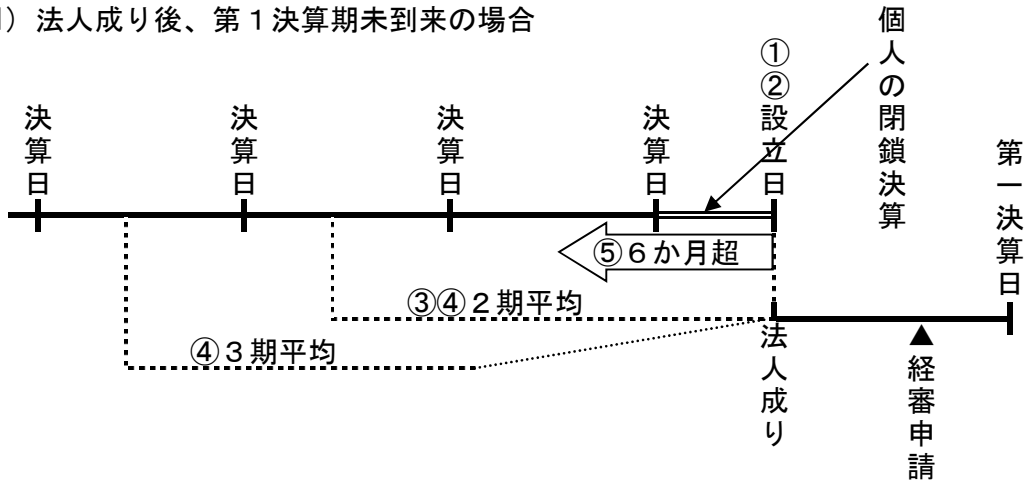 ）法人成り後、第１決算期未到来の場合
個人の閉鎖決算
①②設立日
決算日
決算日
決算日
決算日
第一決算日
⑤６か月超
③④２期平均
④３期平均
法人成り
▲経審申請